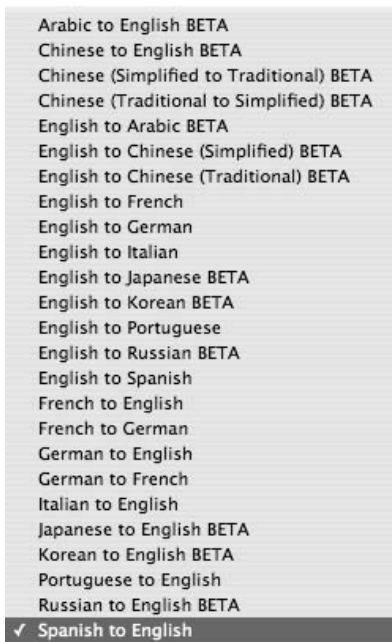 Arabic to English BETA
Chinese to English BETA
Chinese (Simplified to Traditional) BETA
Chinese (Traditional to Simplified) BETA
English to Arabic BETA
English to Chinese (Simplified) BETA
English to Chinese (Traditional) BETA
English to French
English to German
English to Italian
English to Japanese BETA
English to Korean BETA
English to Portuguese
English to Russian BETA
English to Spanish
French to English
French to German
German to English
German to French
Italian to English
Japanese to English BETA
Korean to English BETA
Portuguese to English
Russian to English BETA
✓ Spanish to English